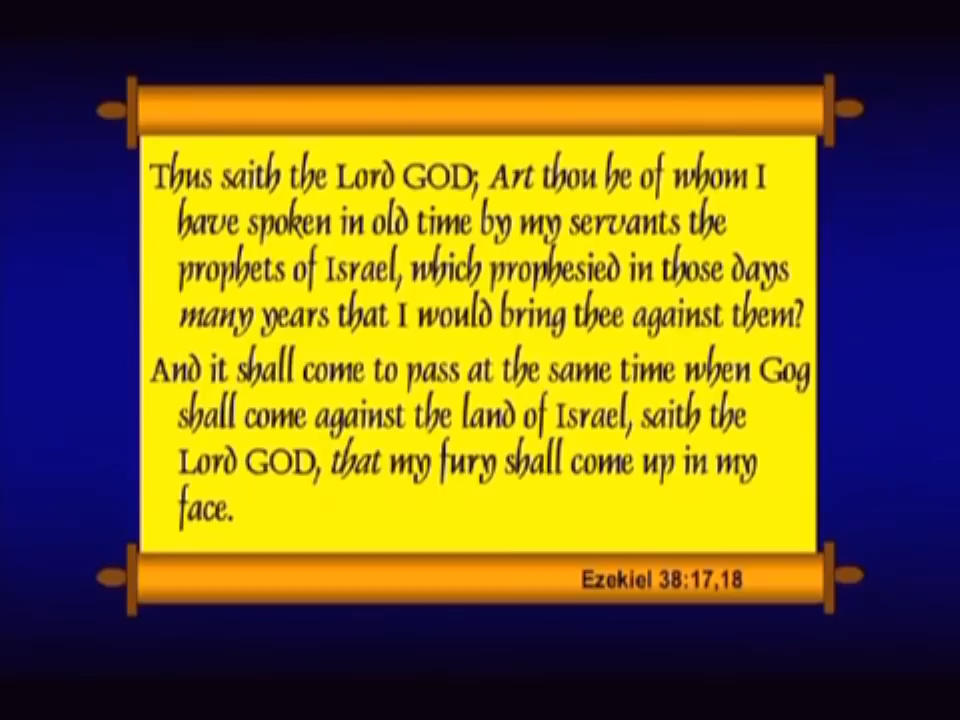 Thus saith the Lord GOD; Art thou he of whom I
have spoken in old time by my servants the
prophets of Israel, which prophesied in those days
many years that I would bring thee against them?
And it shall come to pass at the same time when Gog
shall come against the land of Israel, saith the
Lord GOD, that my fury shall come up in my
face.
Ezekiel 38:17,18